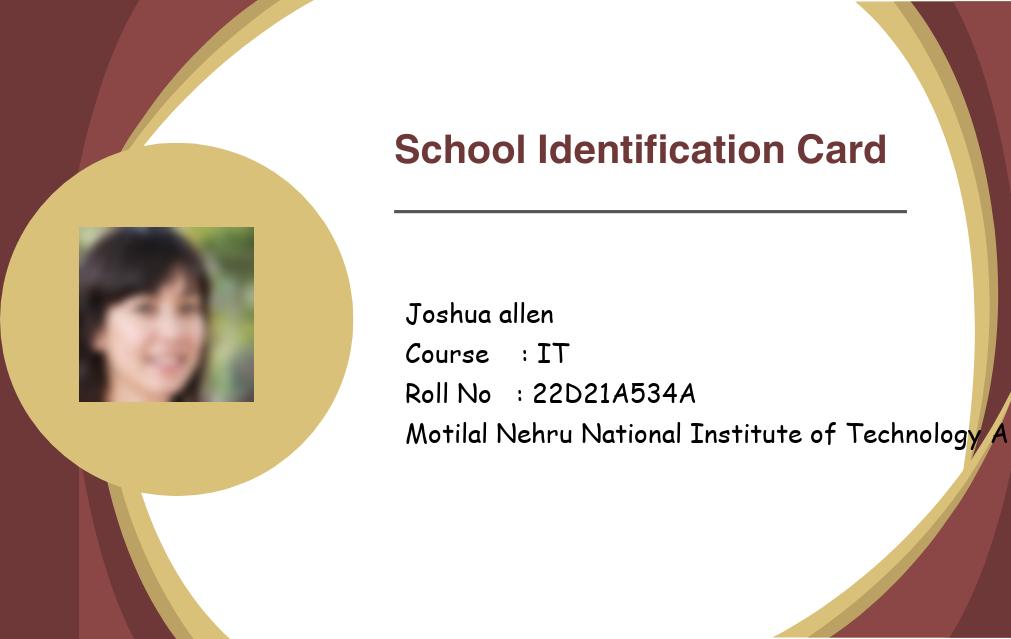 School Identification Card
Joshua allen
Course : IT
Roll No : 22D21A534A
Motilal Nehru National Institute of Technology A